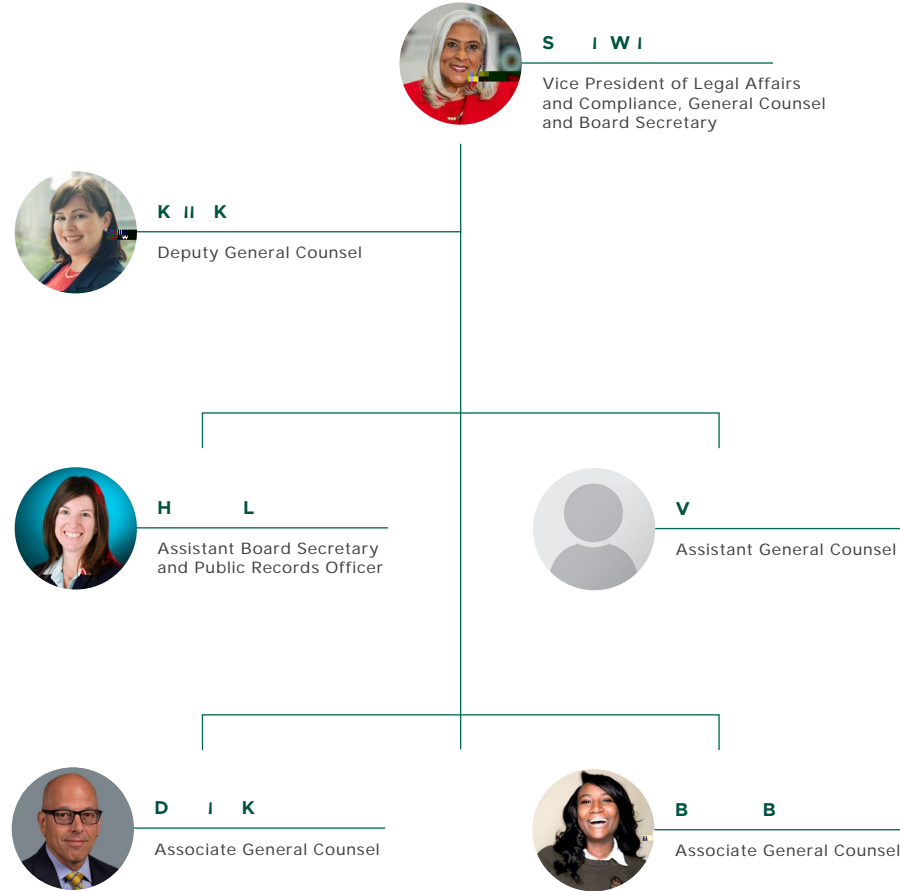 S I W I
Vice President of Legal Affairs
and Compliance, General Counsel
and Board Secretary
K II K
Deputy General Counsel
H L
Assistant Board Secretary
and Public Records Officer
V
Assistant General Counsel
D I K
Associate General Counsel
B B
Associate General Counsel